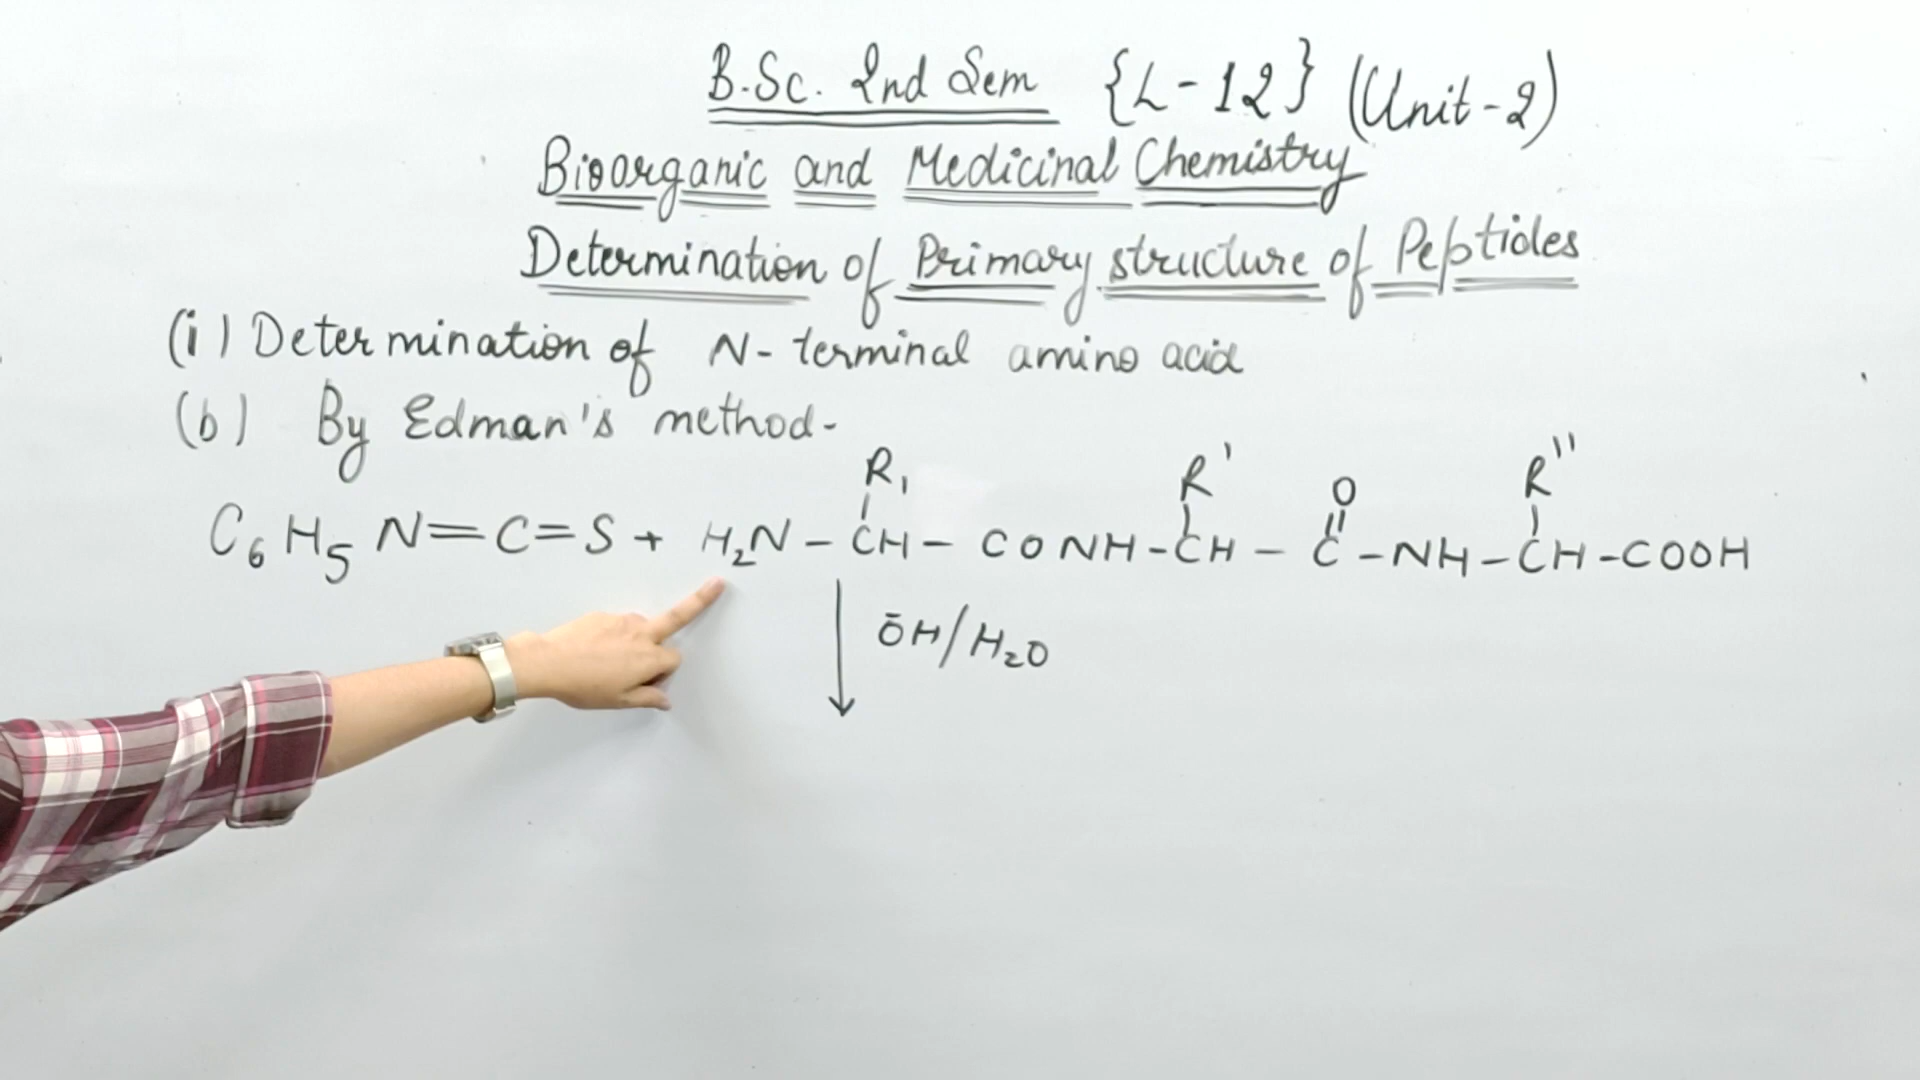 B.Sc. 2nd Sem {L-12} (Unit-2)
Bioorganic and Medicinal Chemistry
Determination of Primary structure of Peptides
(i) Determination of N-terminal amino acid
(b) By Edman's method-
R₁ R' O R''
C₆H₅N=C=S + H₂N-CH-CONH-CH-C-NH-CH-COOH
ŌH/H₂O